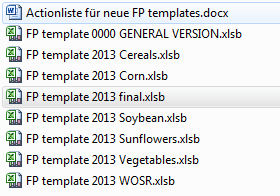 Actionliste für neue FP templates.docx
FP template 0000 GENERAL VERSION.xlsb
FP template 2013 Cereals.xlsb
FP template 2013 Corn.xlsb
FP template 2013 final.xlsb
FP template 2013 Soybean.xlsb
FP template 2013 Sunflowers.xlsb
FP template 2013 Vegetables.xlsb
FP template 2013 WOSR.xlsb